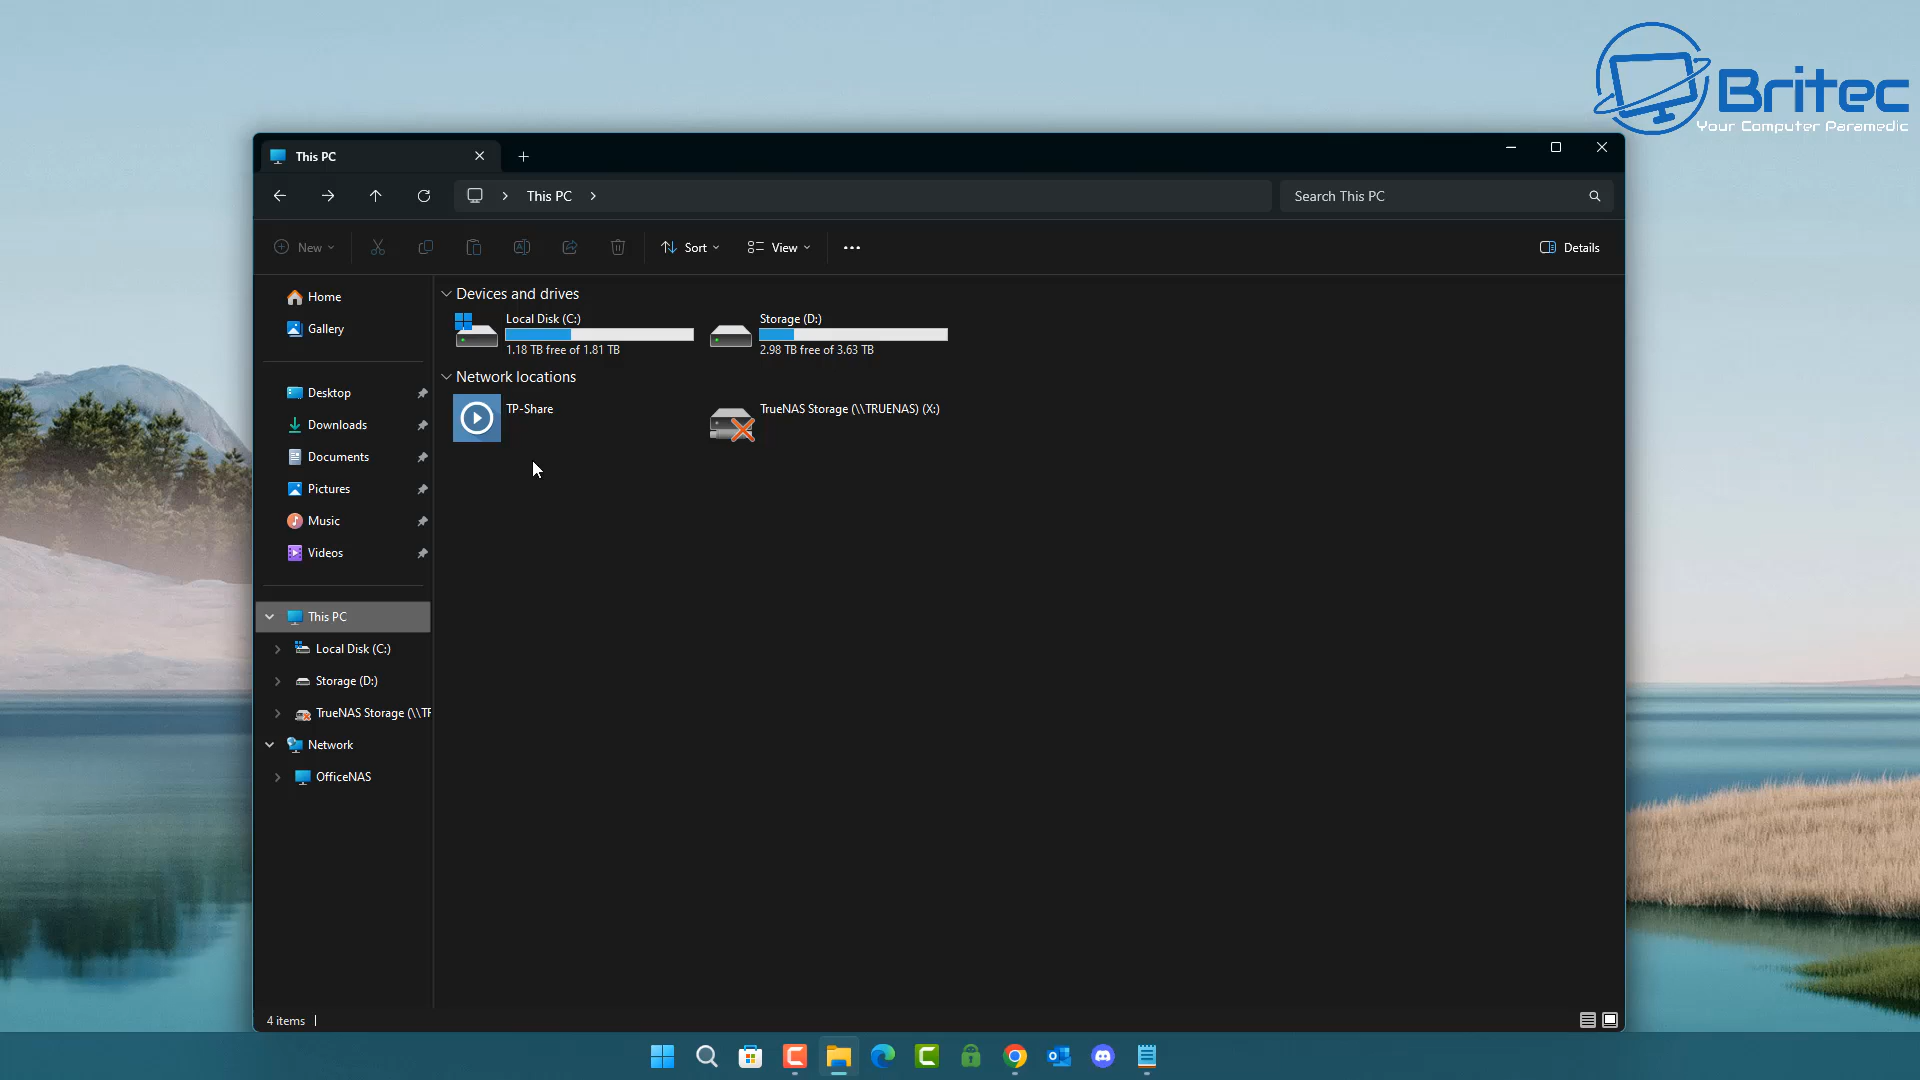 Britec
Your Computer Paramedic
This PC
This PC
Search This PC
New
Sort
View
Details
Home
Gallery
Desktop
Downloads
Documents
Pictures
Music
Videos
This PC
Local Disk (C:)
Storage (D:)
TrueNAS Storage (\\TR
Network
OfficeNAS
Devices and drives
Local Disk (C:)
1.18 TB free of 1.81 TB
Storage (D:)
2.98 TB free of 3.63 TB
Network locations
TP-Share
TrueNAS Storage (\\TRUENAS) (X:)
4 items